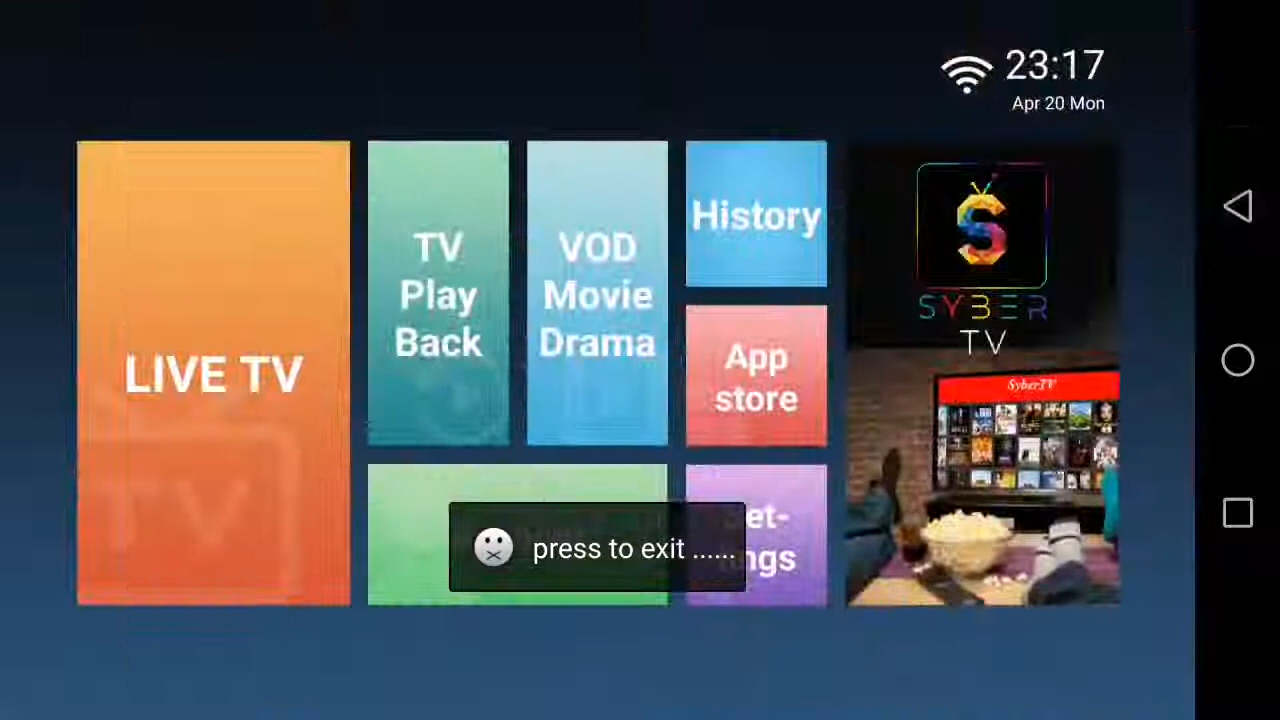 23:17
Apr 20 Mon
LIVE TV
TV
Play
Back
VOD
Movie
Drama
History
App
store
press to exit ......
SYBER
TV
SyberTV
TV